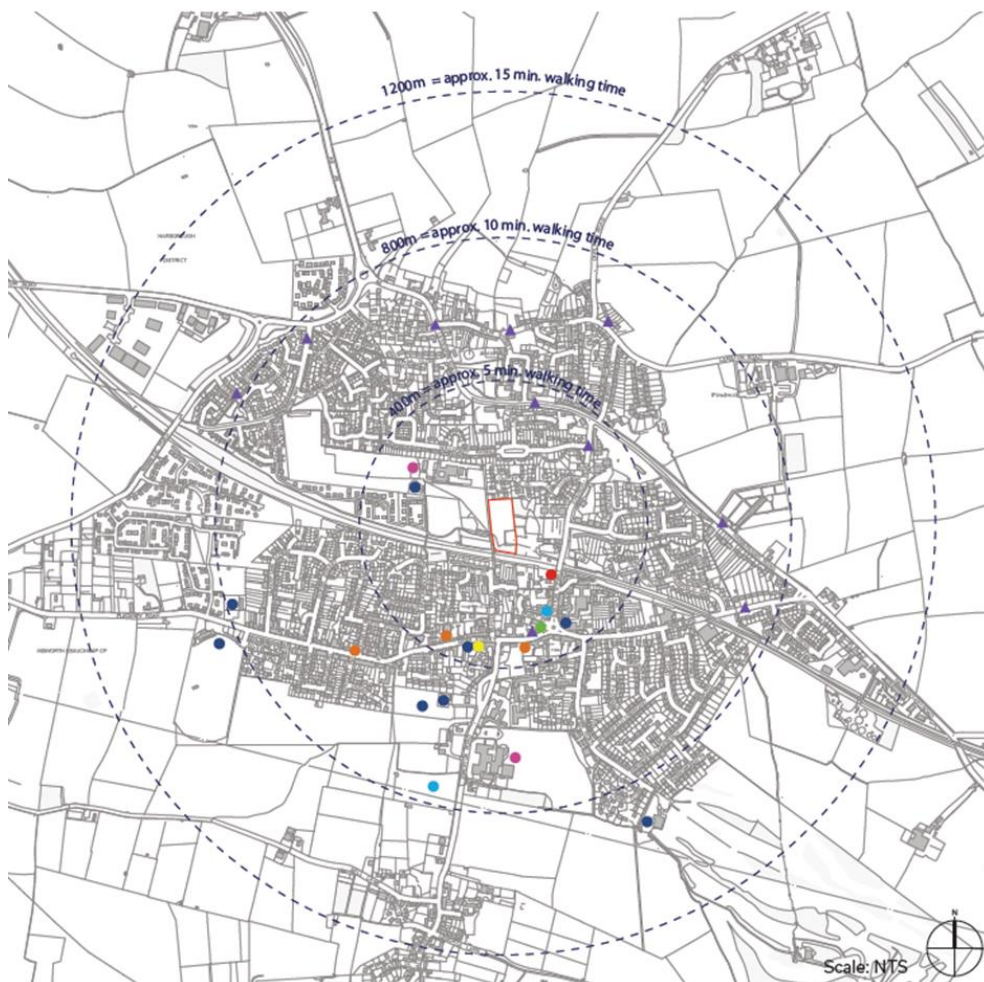 1200m = approx. 15 min. walking time
HARBOROUGH
DISTRICT
800m = approx. 10 min. walking time
400m = approx. 5 min. walking time
N
Scale: NTS